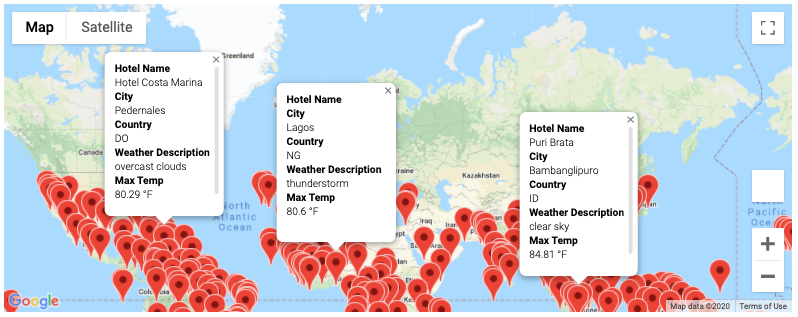 Map
Satellite
Greenland
Hotel Name
Hotel Costa Marina
City
Pedernales
Country
DO
Weather Description
overcast clouds
Max Temp
80.29 °F
Hotel Name
City
Lagos
Country
NG
Weather Description
thunderstorm
Max Temp
80.6 °F
Hotel Name
Puri Brata
City
Bambanglipuro
Country
ID
Weather Description
clear sky
Max Temp
84.81 °F
Canada
North
Atlantic
Ocean
Kazakhstan
Iraq
Iran
North
Pacific
Ocean
+
−
Google
Map data ©2020
Terms of Use